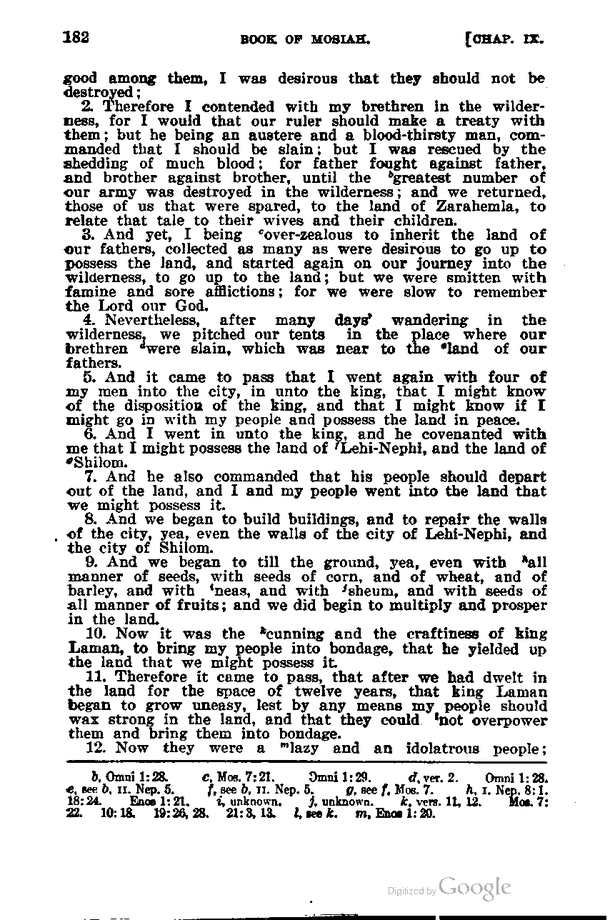 182 BOOK OF MOSIAH. [CHAP. IX.
good among them, I was desirous that they should not be
destroyed;
2. Therefore I contended with my brethren in the wilder-
ness, for I would that our ruler should make a treaty with
them; but he being an austere and a blood-thirsty man, com-
manded that I should be slain; but I was rescued by the
shedding of much blood; for father fought against father,
and brother against brother, until the ᵇgreatest number of
our army was destroyed in the wilderness; and we returned,
those of us that were spared, to the land of Zarahemla, to
relate that tale to their wives and their children.
3. And yet, I being ᶜover-zealous to inherit the land of
our fathers, collected as many as were desirous to go up to
possess the land, and started again on our journey into the
wilderness, to go up to the land; but we were smitten with
famine and sore afflictions; for we were slow to remember
the Lord our God.
4. Nevertheless, after many days' wandering in the
wilderness, we pitched our tents in the place where our
brethren ᵈwere slain, which was near to the ᵉland of our
fathers.
5. And it came to pass that I went again with four of
my men into the city, in unto the king, that I might know
of the disposition of the king, and that I might know if I
might go in with my people and possess the land in peace.
6. And I went in unto the king, and he covenanted with
me that I might possess the land of ᶠLehi-Nephi, and the land of
ᵍShilom.
7. And he also commanded that his people should depart
out of the land, and I and my people went into the land that
we might possess it.
8. And we began to build buildings, and to repair the walls
of the city, yea, even the walls of the city of Lehi-Nephi, and
the city of Shilom.
9. And we began to till the ground, yea, even with ʰall
manner of seeds, with seeds of corn, and of wheat, and of
barley, and with ⁱneas, and with ʲsheum, and with seeds of
all manner of fruits; and we did begin to multiply and prosper
in the land.
10. Now it was the ᵏcunning and the craftiness of king
Laman, to bring my people into bondage, that he yielded up
the land that we might possess it.
11. Therefore it came to pass, that after we had dwelt in
the land for the space of twelve years, that king Laman
began to grow uneasy, lest by any means my people should
wax strong in the land, and that they could ˡnot overpower
them and bring them into bondage.
12. Now they were a ᵐlazy and an idolatrous people;
b, Omni 1:28. c, Mos. 7:21. Omni 1:29. d, ver. 2. Omni 1:28.
e, see b, II. Nep. 5. f, see b, II. Nep. 5. g, see f, Mos. 7. h, I. Nep. 8:1.
18:24. Enos 1:21. i, unknown. j, unknown. k, vers. 11, 12. Mos. 7:
22. 10:18. 19:26, 28. 21:3, 13. l, see k. m, Enos 1:20.
Digitized by Google